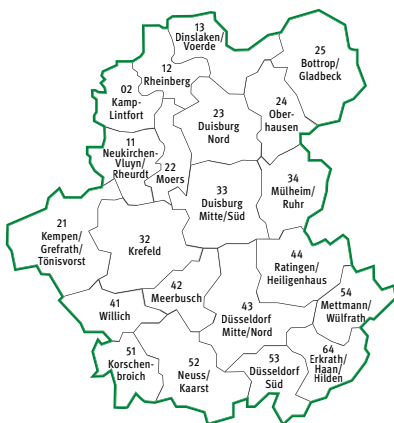 13
Dinslaken/
Voerde
12
Rheinberg
25
Bottrop/
Gladbeck
02
Kamp-
Lintfort
24
Ober-
hausen
23
Duisburg
Nord
11
Neukirchen-
Vluyn/
Rheurdt
22
Moers
34
Mülheim/
Ruhr
33
Duisburg
Mitte/Süd
21
Kempen/
Grefrath/
Tönisvorst
32
Krefeld
44
Ratingen/
Heiligenhaus
42
Meerbusch
54
Mettmann/
Wülfrath
41
Willich
43
Düsseldorf
Mitte/Nord
51
Korschen-
broich
52
Neuss/
Kaarst
53
Düsseldorf
Süd
64
Erkrath/
Haan/
Hilden